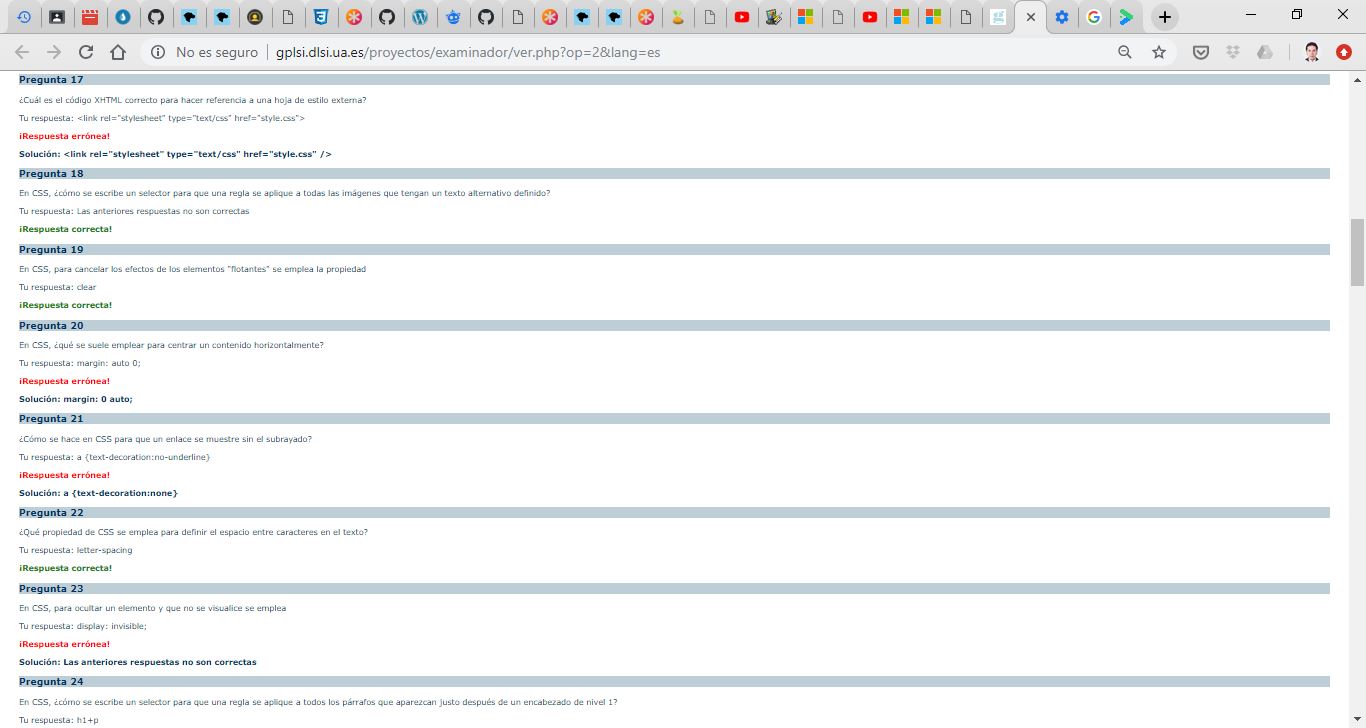 No es seguro | gplsi.dlsi.ua.es/proyectos/examinador/ver.php?op=2&lang=es
Pregunta 17
¿Cuál es el código XHTML correcto para hacer referencia a una hoja de estilo externa?
Tu respuesta: <link rel="stylesheet" type="text/css" href="style.css">
¡Respuesta errónea!
Solución: <link rel="stylesheet" type="text/css" href="style.css" />
Pregunta 18
En CSS, ¿cómo se escribe un selector para que una regla se aplique a todas las imágenes que tengan un texto alternativo definido?
Tu respuesta: Las anteriores respuestas no son correctas
¡Respuesta correcta!
Pregunta 19
En CSS, para cancelar los efectos de los elementos "flotantes" se emplea la propiedad
Tu respuesta: clear
¡Respuesta correcta!
Pregunta 20
En CSS, ¿qué se suele emplear para centrar un contenido horizontalmente?
Tu respuesta: margin: auto 0;
¡Respuesta errónea!
Solución: margin: 0 auto;
Pregunta 21
¿Cómo se hace en CSS para que un enlace se muestre sin el subrayado?
Tu respuesta: a {text-decoration:no-underline}
¡Respuesta errónea!
Solución: a {text-decoration:none}
Pregunta 22
¿Qué propiedad de CSS se emplea para definir el espacio entre caracteres en el texto?
Tu respuesta: letter-spacing
¡Respuesta correcta!
Pregunta 23
En CSS, para ocultar un elemento y que no se visualice se emplea
Tu respuesta: display: invisible;
¡Respuesta errónea!
Solución: Las anteriores respuestas no son correctas
Pregunta 24
En CSS, ¿cómo se escribe un selector para que una regla se aplique a todos los párrafos que aparezcan justo después de un encabezado de nivel 1?
Tu respuesta: h1+p